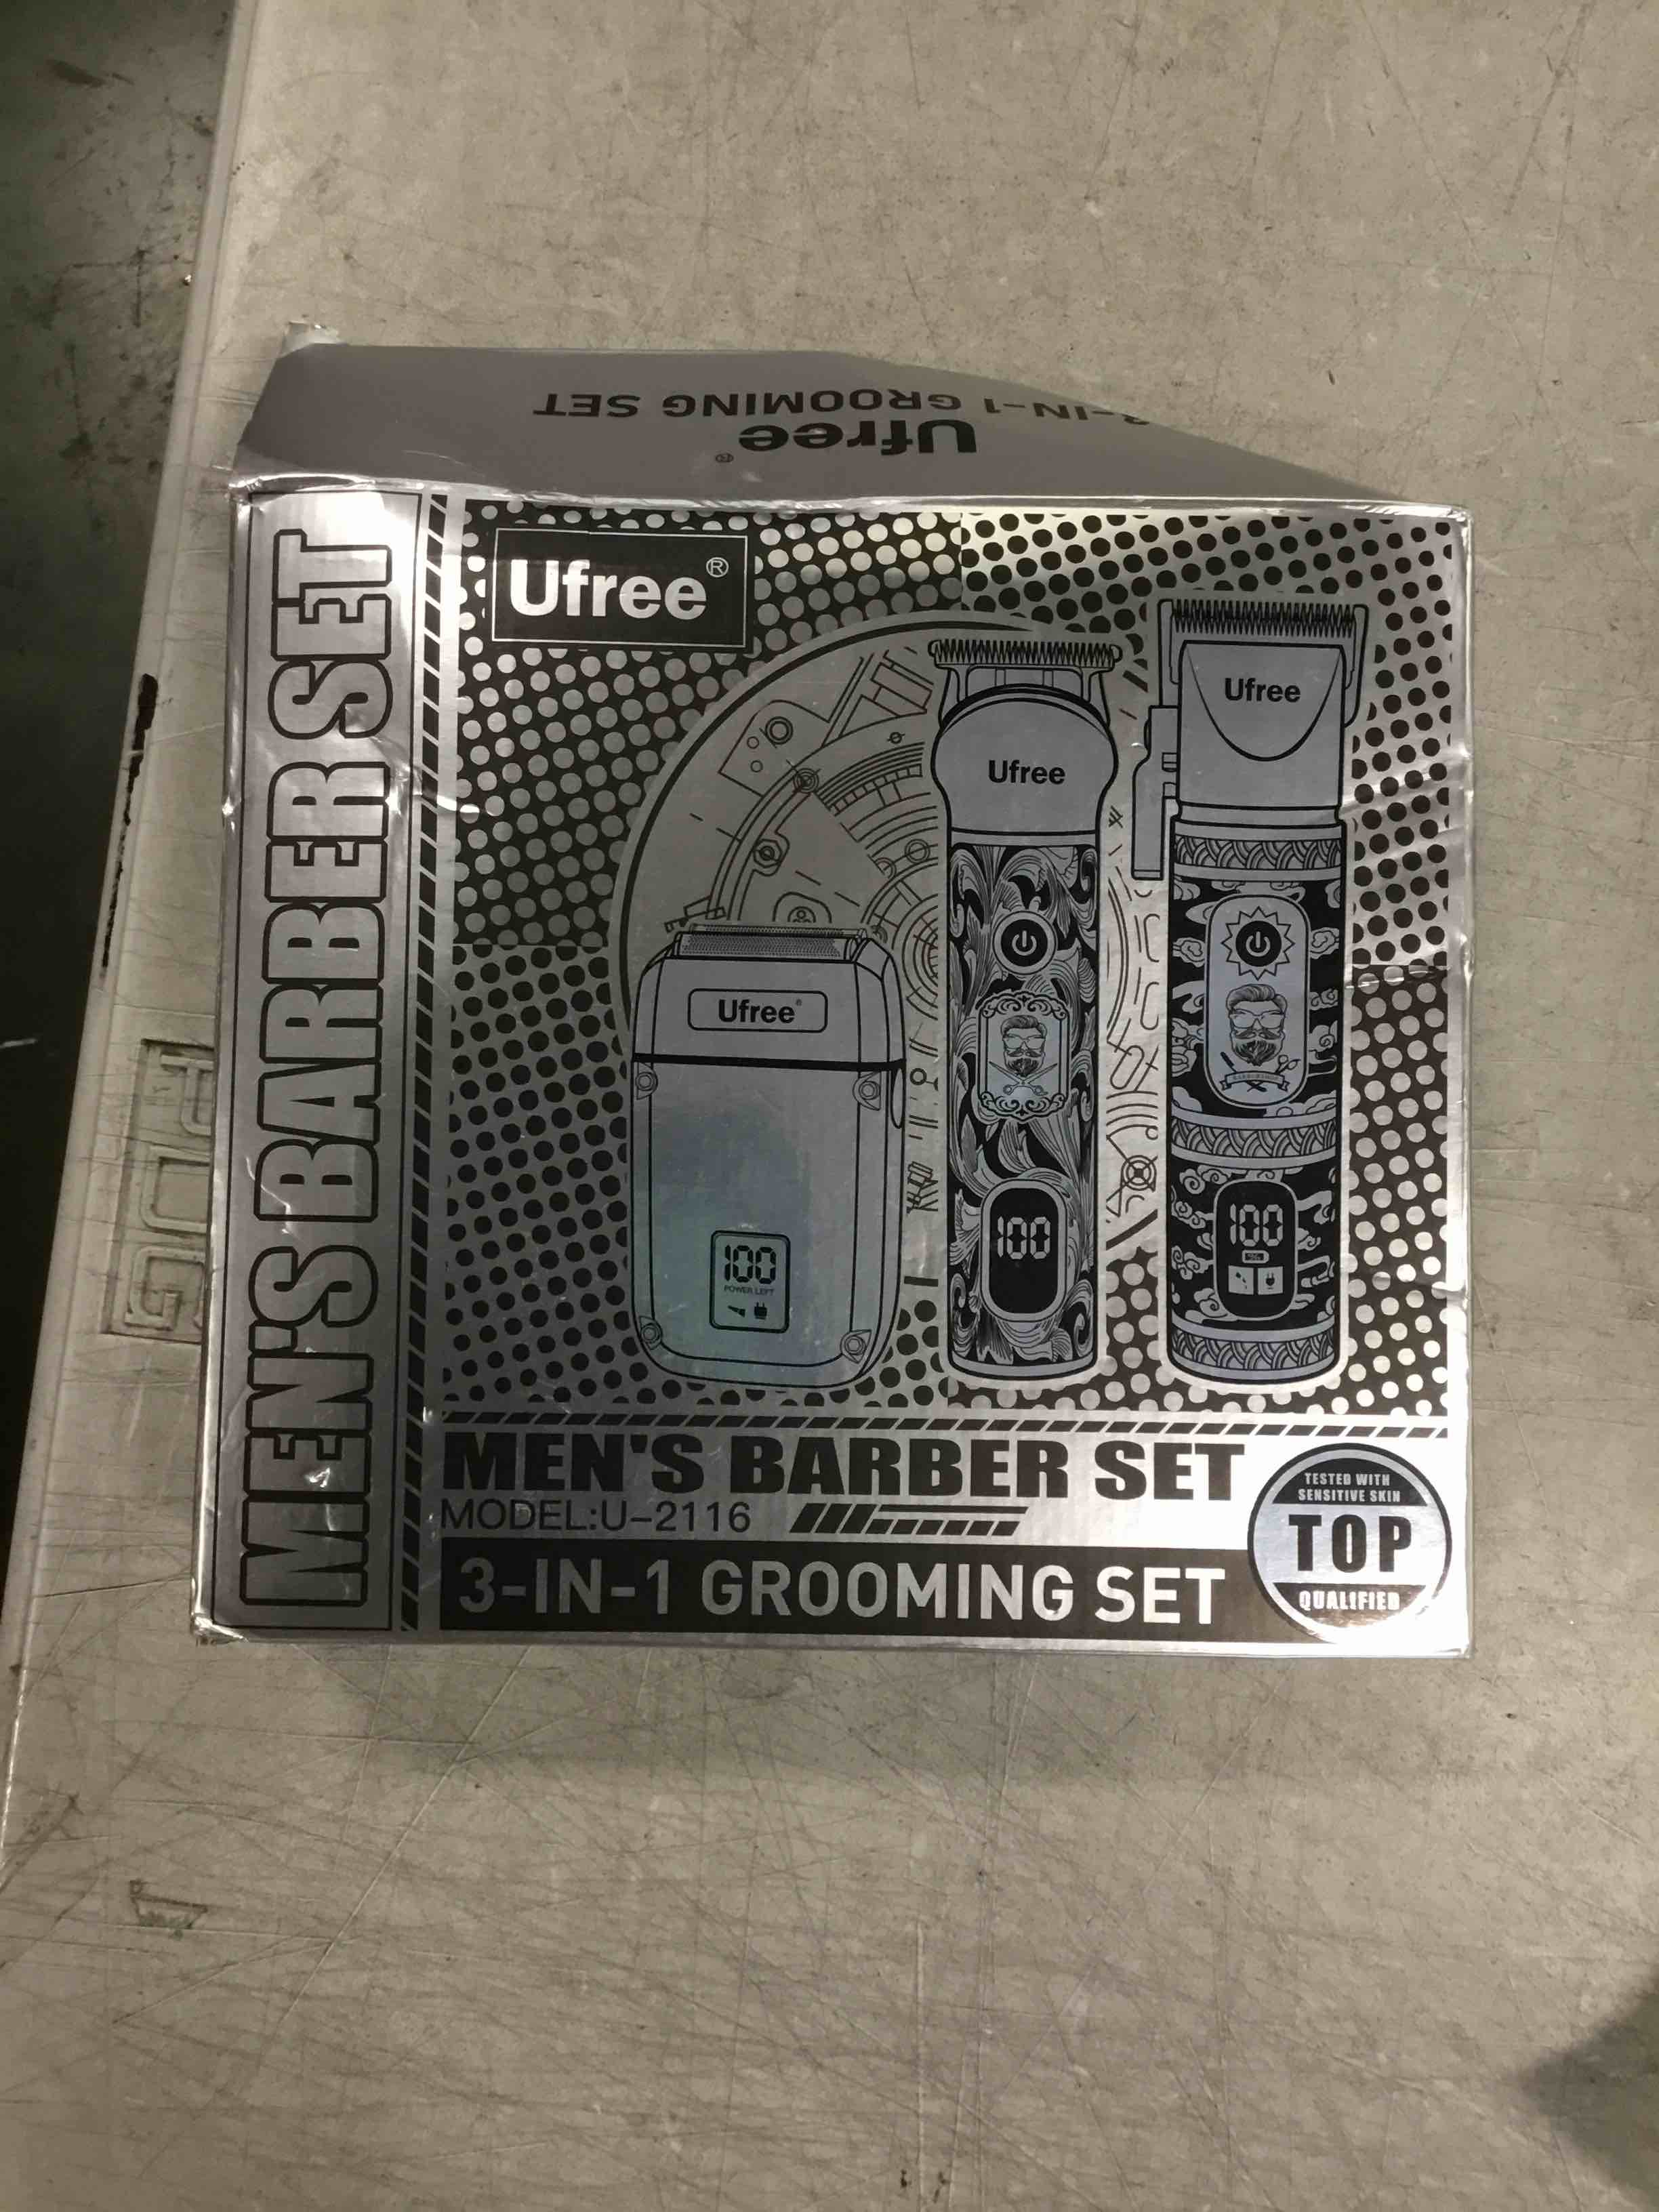 3-IN-1 GROOMING SET
Ufree®
MEN'S BARBER SET
Ufree®
Ufree
Ufree
Ufree®
100
POWER LEFT
100
100
%
MEN'S BARBER SET
MODEL:U-2116
3-IN-1 GROOMING SET
TESTED WITH
SENSITIVE SKIN
TOP
QUALIFIED